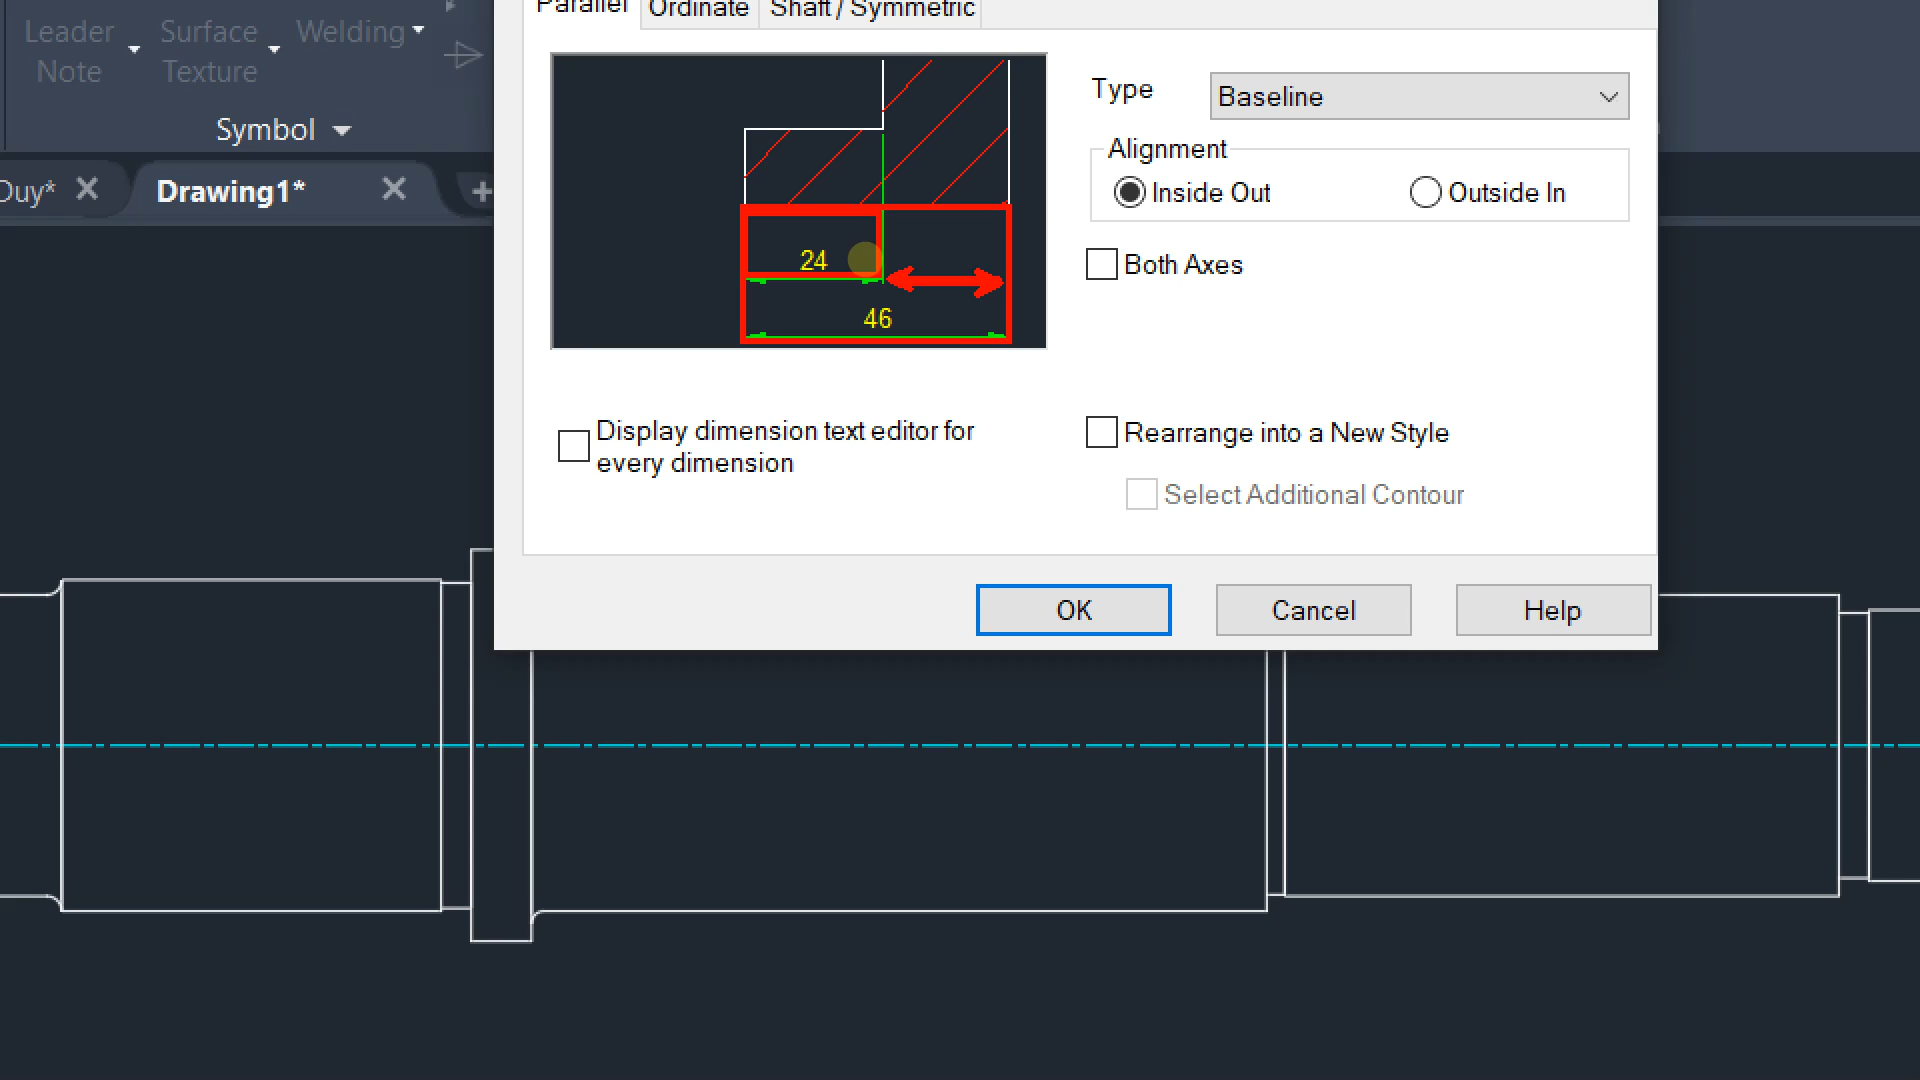 Leader
Note
Surface
Texture
Welding
Symbol
Duy*
Drawing1*
Parallel
Ordinate
Shaft / Symmetric
24
46
Type
Baseline
Alignment
Inside Out
Outside In
Both Axes
Display dimension text editor for
every dimension
Rearrange into a New Style
Select Additional Contour
OK
Cancel
Help